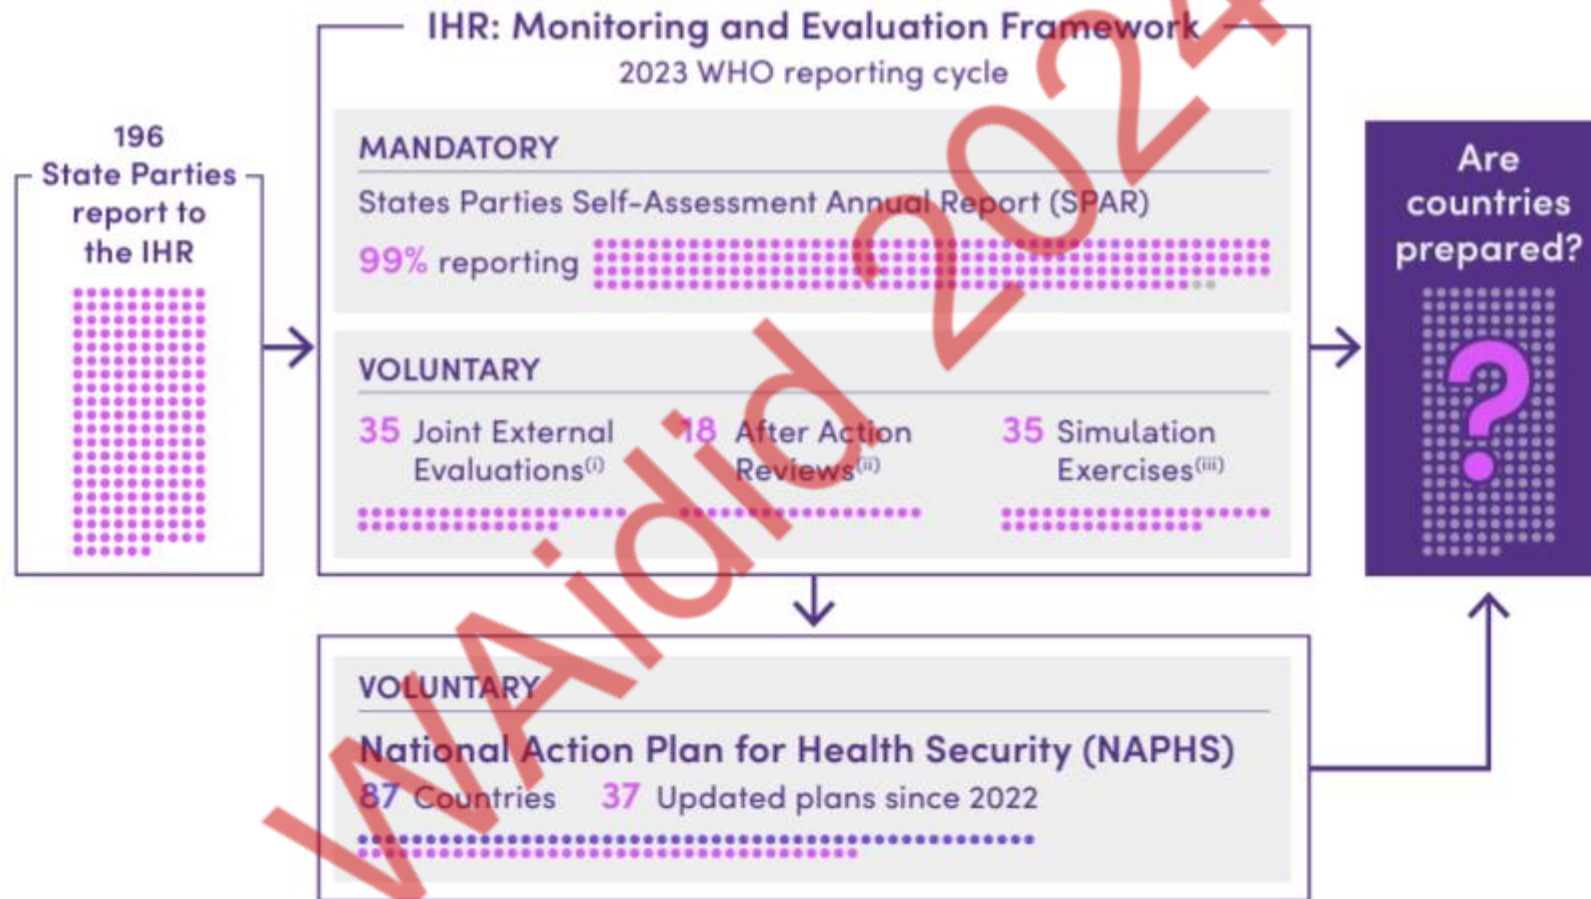 196
State Parties
report to
the IHR
IHR: Monitoring and Evaluation Framework
2023 WHO reporting cycle
MANDATORY
States Parties Self-Assessment Annual Report (SPAR)
99% reporting
VOLUNTARY
35 Joint External
Evaluations(i)
18 After Action
Reviews(ii)
35 Simulation
Exercises(iii)
Are
countries
prepared?
?
VOLUNTARY
National Action Plan for Health Security (NAPHS)
87 Countries 37 Updated plans since 2022
WAidid 2024